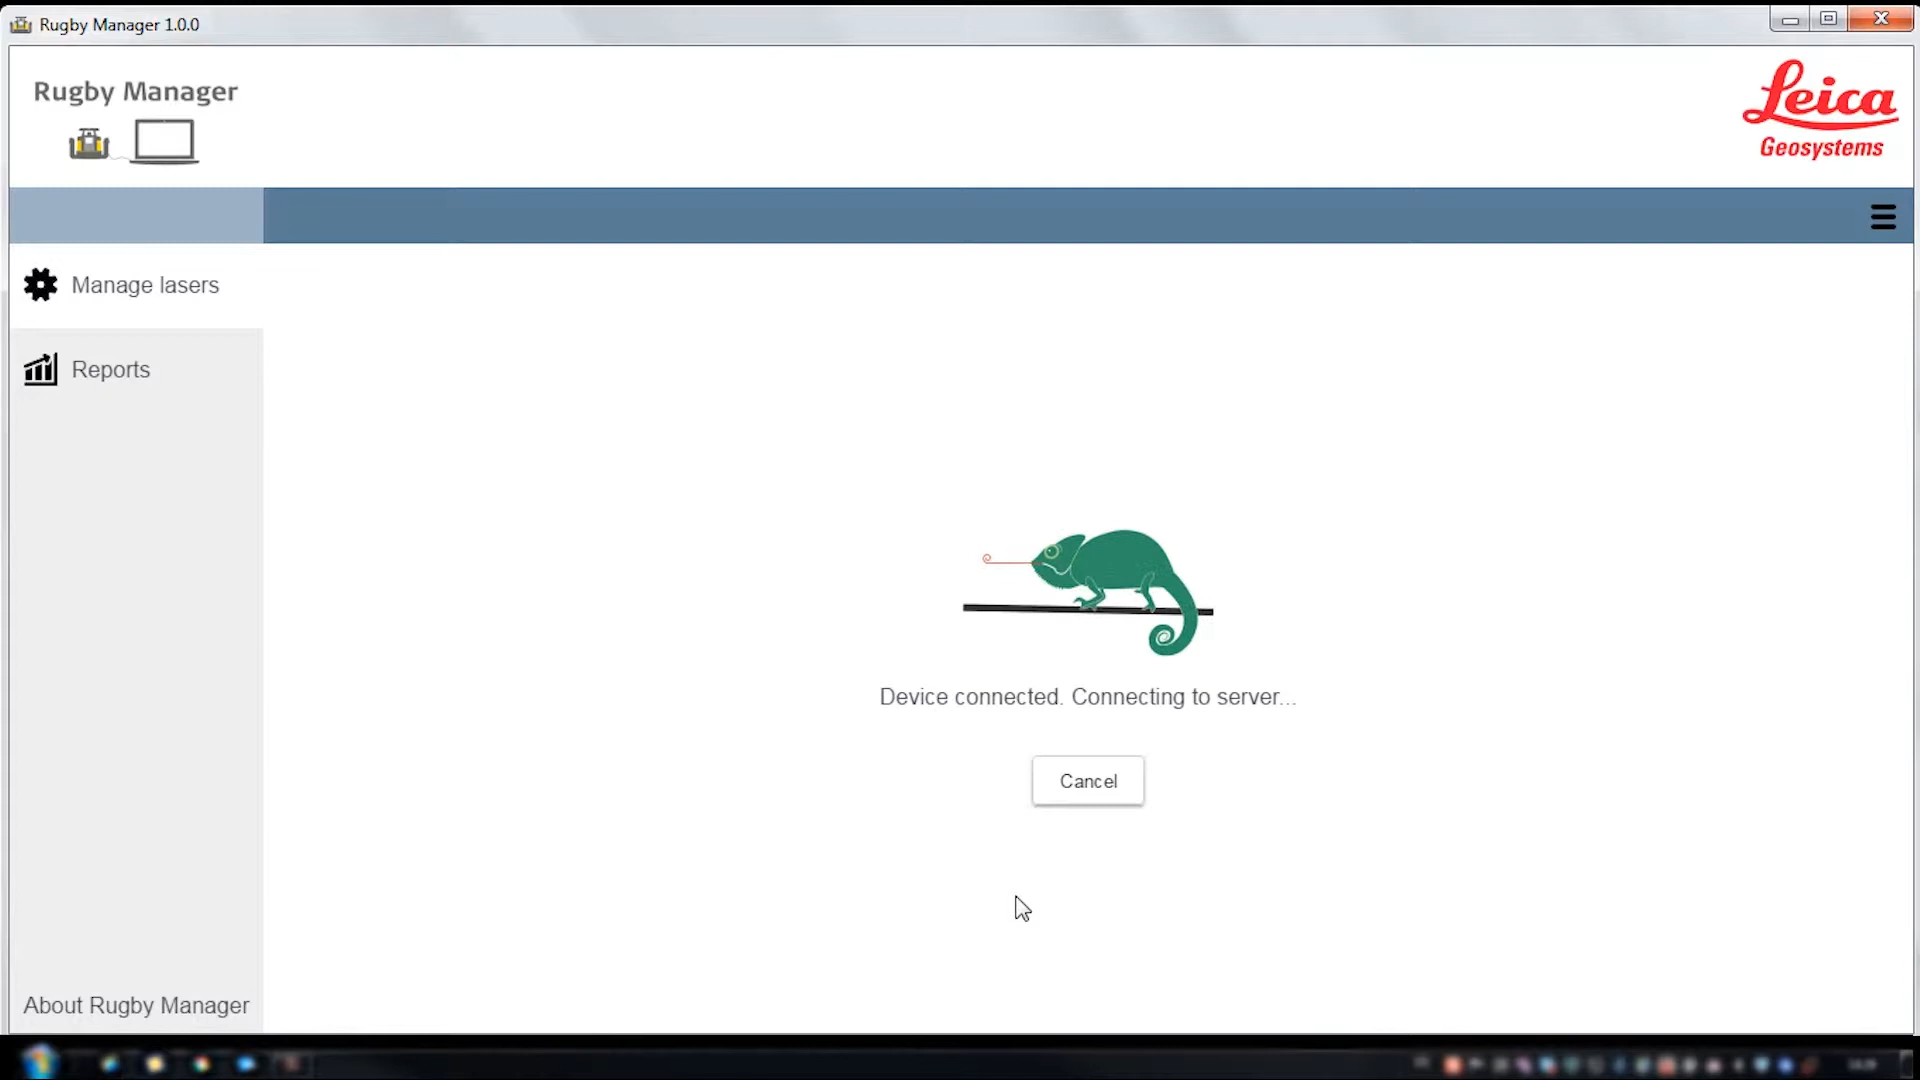 Rugby Manager 1.0.0
Rugby Manager
Leica
Geosystems
Manage lasers
Reports
Device connected. Connecting to server...
Cancel
About Rugby Manager